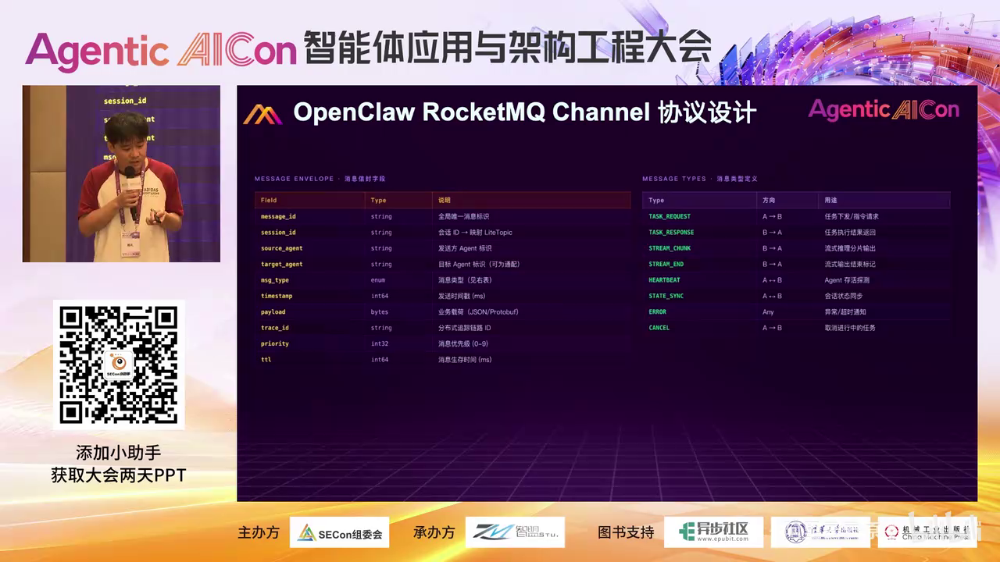 Agentic AICon 智能体应用与架构工程大会
session_id
OpenClaw RocketMQ Channel 协议设计
Agentic AICon
MESSAGE ENVELOPE · 消息信封字段
Field Type 说明
message_id string 全局唯一消息标识
session_id string 会话 ID → 映射 LiteTopic
source_agent string 发送方 Agent 标识
target_agent string 目标 Agent 标识（可为通配）
msg_type enum 消息类型（见右表）
timestamp int64 发送时间戳 (ms)
payload bytes 业务载荷（JSON/Protobuf）
trace_id string 分布式追踪链路 ID
priority int32 消息优先级 (0-9)
ttl int64 消息生存时间 (ms)
MESSAGE TYPES · 消息类型定义
Type 方向 用途
TASK_REQUEST A → B 任务下发/指令请求
TASK_RESPONSE B → A 任务执行结果返回
STREAM_CHUNK B → A 流式推理分片输出
STREAM_END B → A 流式输出结束标记
HEARTBEAT A ↔ B Agent 存活探测
STATE_SYNC A ↔ B 会话状态同步
ERROR Any 异常/超时通知
CANCEL A → B 取消进行中的任务
SECon小助手
添加小助手
获取大会两天PPT
主办方 SECon组委会 承办方 智盟STU. 图书支持 异步社区
www.epubit.com
机械工业出版社
China Machine Press